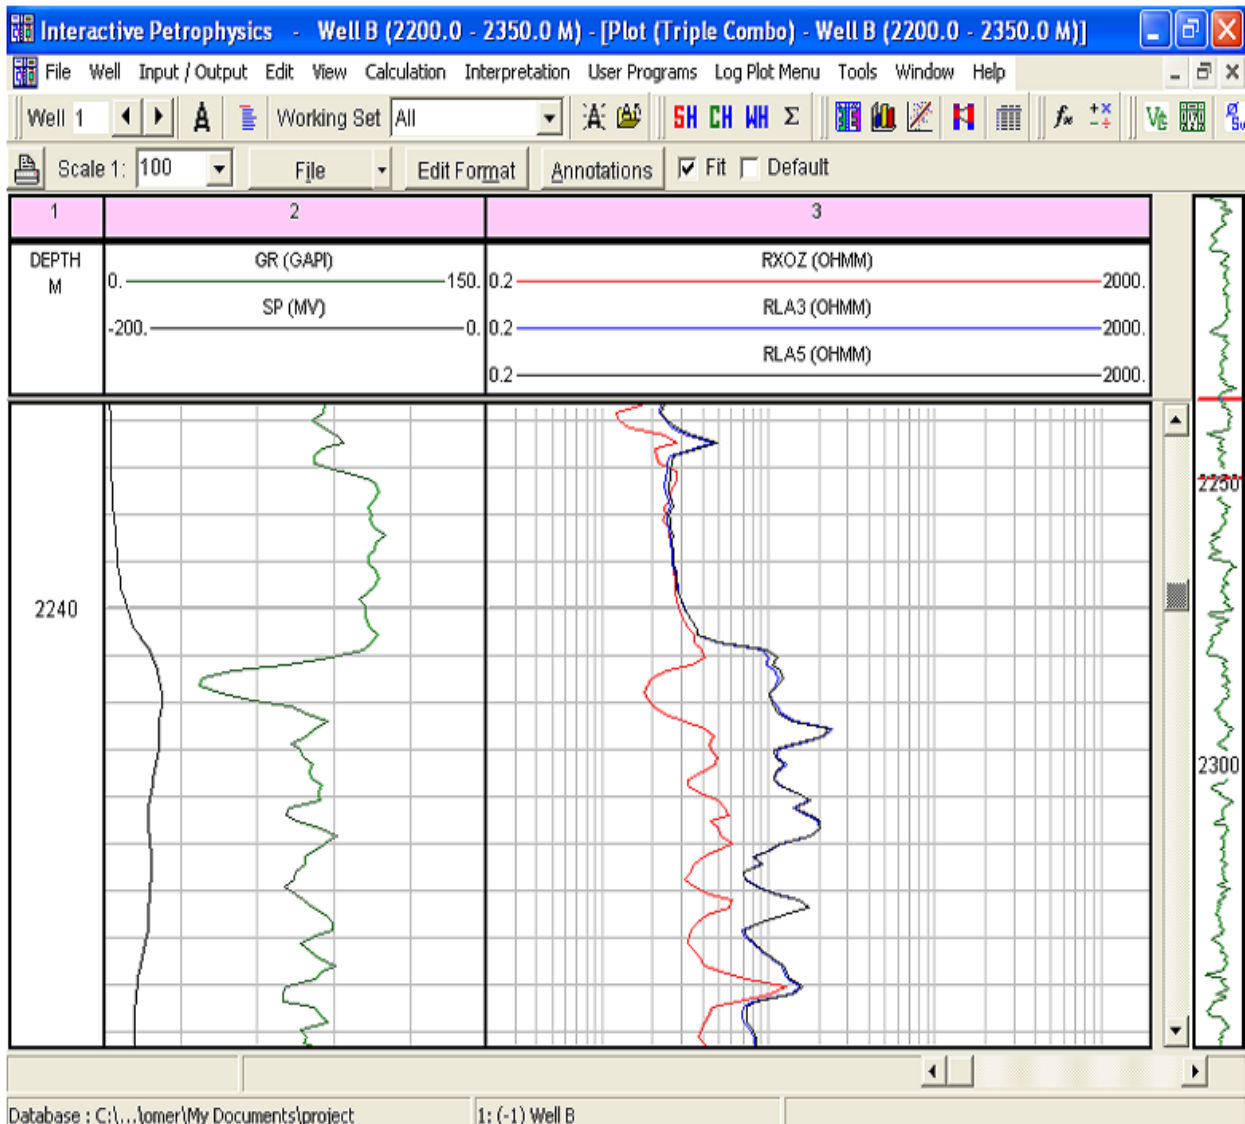 Interactive Petrophysics - Well B (2200.0 - 2350.0 M) - [Plot (Triple Combo) - Well B (2200.0 - 2350.0 M)]
File Well Input / Output Edit View Calculation Interpretation User Programs Log Plot Menu Tools Window Help
Well 1 Working Set All SH CH WH Σ
Scale 1: 100 File Edit Format Annotations Fit Default
1 2 3
DEPTH
M
GR (GAPI)
0. 150.
SP (MV)
-200. 0.
RXOZ (OHMM)
0.2 2000.
RLA3 (OHMM)
0.2 2000.
RLA5 (OHMM)
0.2 2000.
2240
2250
2300
Database : C:\...\omer\My Documents\project 1: (-1) Well B